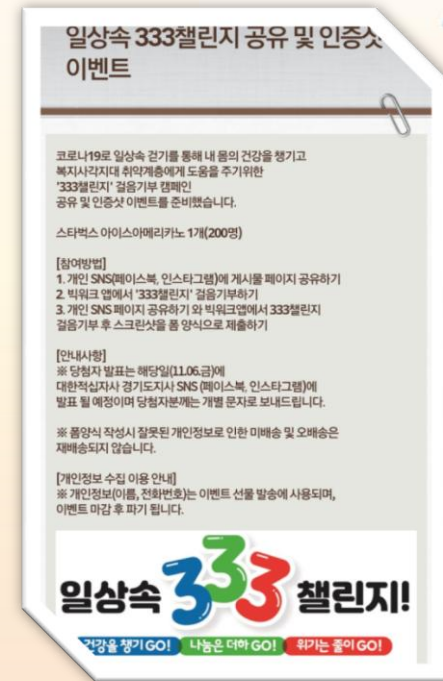 일상속 333챌린지 공유 및 인증샷
이벤트
코로나19로 일상속 걷기를 통해 내 몸의 건강을 챙기고
복지사각지대 취약계층에게 도움을 주기위한
'333챌린지' 걸음기부 캠페인
공유 및 인증샷 이벤트를 준비했습니다.
스타벅스 아이스아메리카노 1개(200명)
[참여방법]
1. 개인 SNS(페이스북, 인스타그램)에 게시물 페이지 공유하기
2. 빅워크 앱에서 '333챌린지' 걸음기부하기
3. 개인 SNS 페이지 공유하기 와 빅워크앱에서 333챌린지
걸음기부 후 스크린샷을 폼 양식으로 제출하기
[안내사항]
※ 당첨자 발표는 해당일(11.06.금)에
대한적십자사 경기도지사 SNS (페이스북, 인스타그램)에
발표 될 예정이며 당첨자분께는 개별 문자로 보내드립니다.
※ 폼양식 작성시 잘못된 개인정보로 인한 미배송 및 오배송은
재배송되지 않습니다.
[개인정보 수집 이용 안내]
※ 개인정보(이름, 전화번호)는 이벤트 선물 발송에 사용되며,
이벤트 마감 후 파기 됩니다.
일상속 333 챌린지!
건강을 챙기GO! 나눔은 더하GO! 위기는 줄이GO!